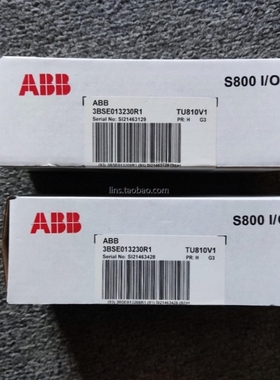 ABB
S800 I/O
ABB
3BSE013230R1
TU810V1
Serial No: SI21463129
PR: H
G3
lins.taobao.com
ABB
S800 I/O
ABB
3BSE013230R1
TU810V1
Serial No: SI21463428
PR: H
G3